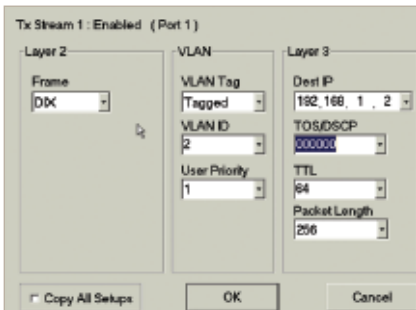 Tx Stream 1 : Enabled ( Port 1 )
Layer 2
Frame
DIX
VLAN
VLAN Tag
Tagged
VLAN ID
2
User Priority
1
Layer 3
Dest IP
192. 168. 1 . 2
TOS/DSCP
000000
TTL
64
Packet Length
256
Copy All Setups
OK
Cancel